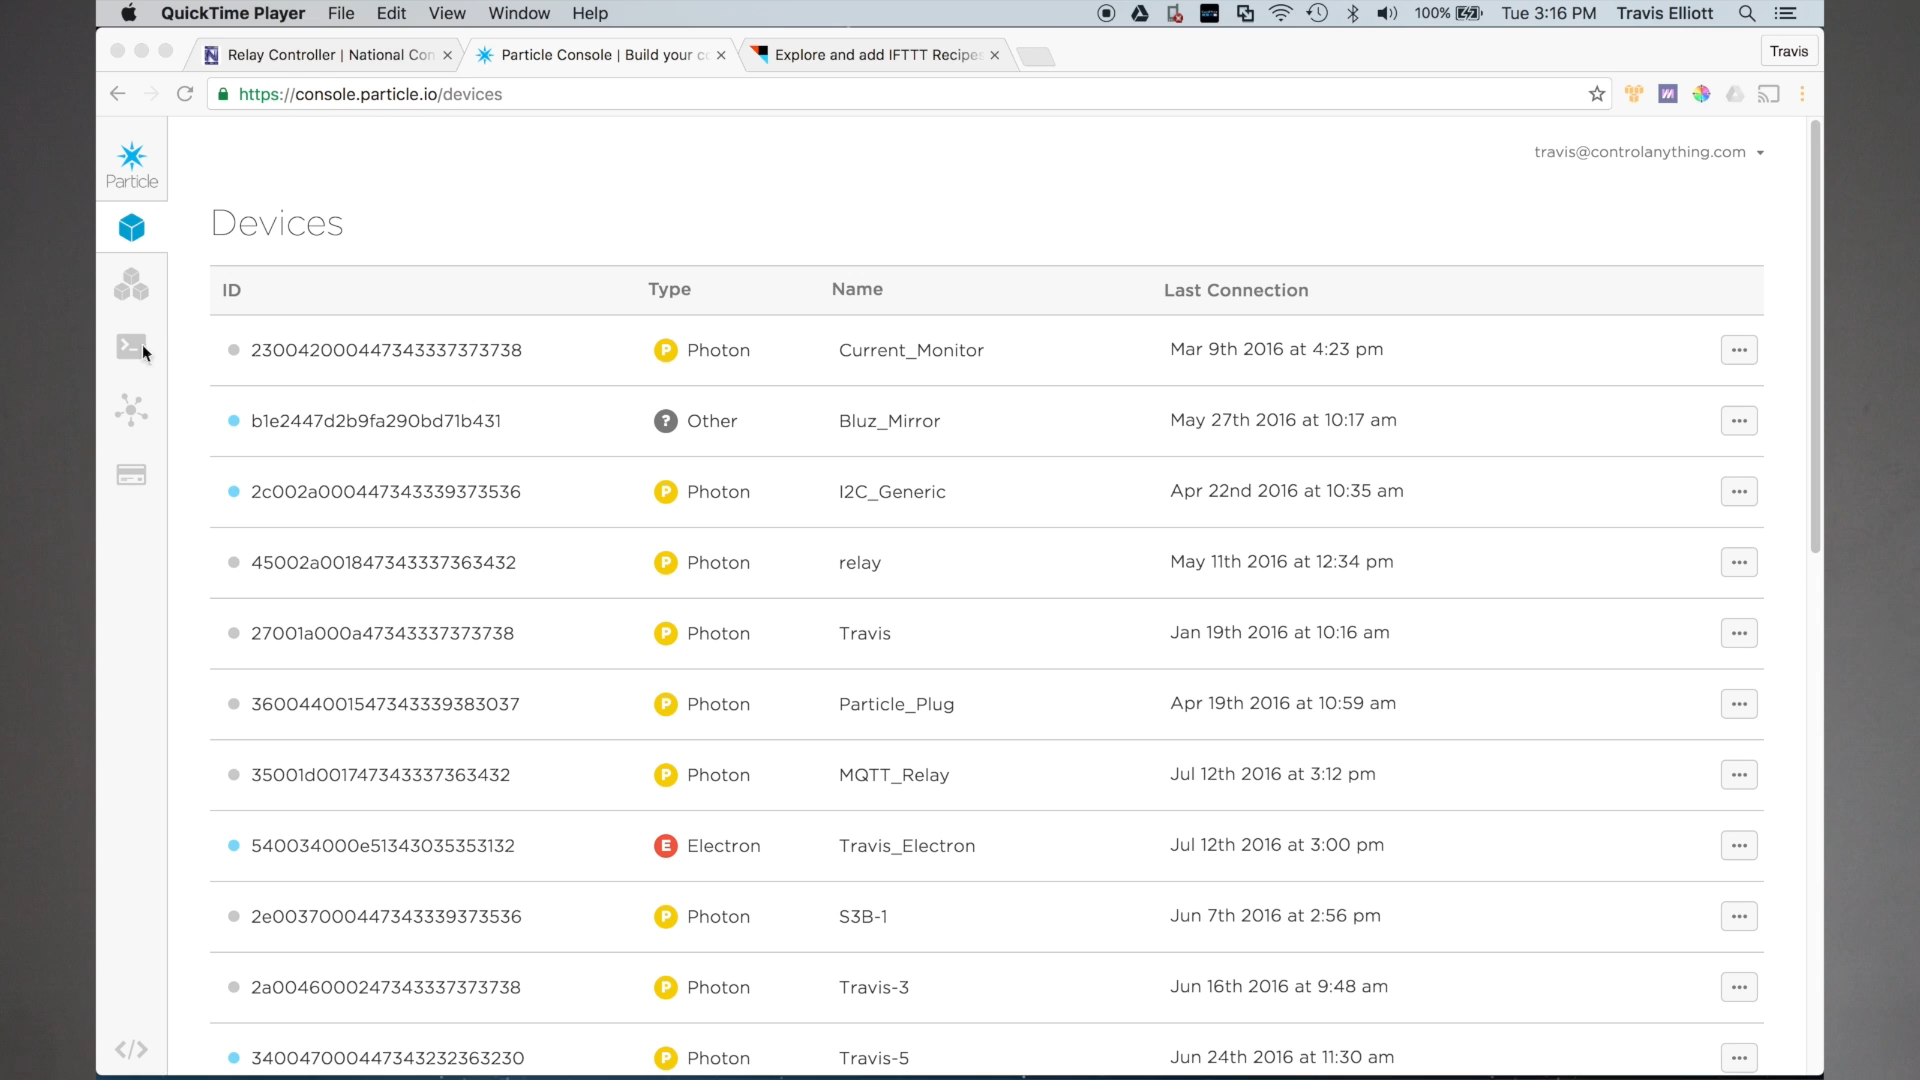 QuickTime Player File Edit View Window Help 100% Tue 3:16 PM Travis Elliott
Relay Controller | National Con Particle Console | Build your co Explore and add IFTTT Recipes Travis
https://console.particle.io/devices
Particle
travis@controlanything.com
Devices
ID Type Name Last Connection
230042000447343337373738 P Photon Current_Monitor Mar 9th 2016 at 4:23 pm
b1e2447d2b9fa290bd71b431 ? Other Bluz_Mirror May 27th 2016 at 10:17 am
2c002a000447343339373536 P Photon I2C_Generic Apr 22nd 2016 at 10:35 am
45002a001847343337363432 P Photon relay May 11th 2016 at 12:34 pm
27001a000a47343337373738 P Photon Travis Jan 19th 2016 at 10:16 am
360044001547343339383037 P Photon Particle_Plug Apr 19th 2016 at 10:59 am
35001d001747343337363432 P Photon MQTT_Relay Jul 12th 2016 at 3:12 pm
540034000e51343035353132 E Electron Travis_Electron Jul 12th 2016 at 3:00 pm
2e0037000447343339373536 P Photon S3B-1 Jun 7th 2016 at 2:56 pm
2a0046000247343337373738 P Photon Travis-3 Jun 16th 2016 at 9:48 am
340047000447343232363230 P Photon Travis-5 Jun 24th 2016 at 11:30 am